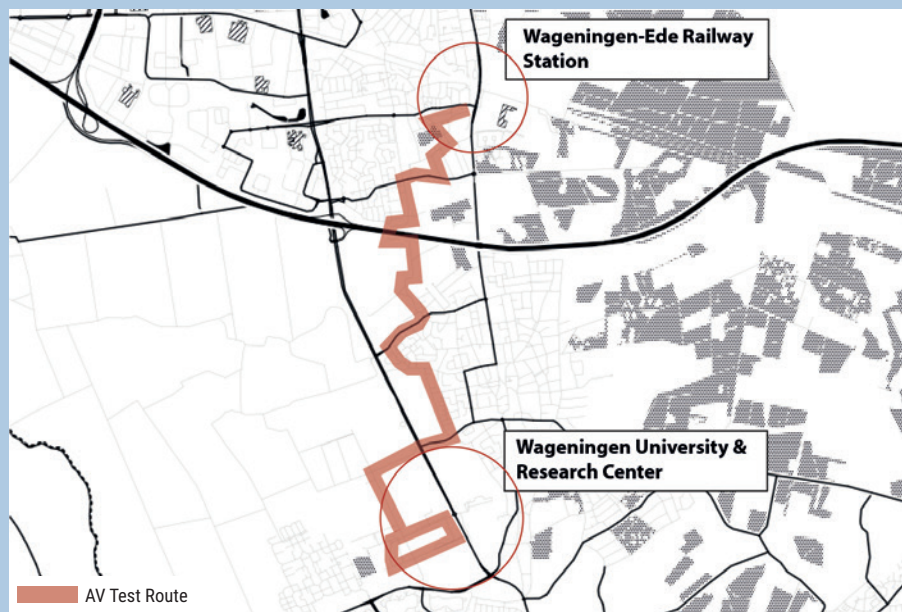 Wageningen-Ede Railway
Station
Wageningen University &
Research Center
AV Test Route